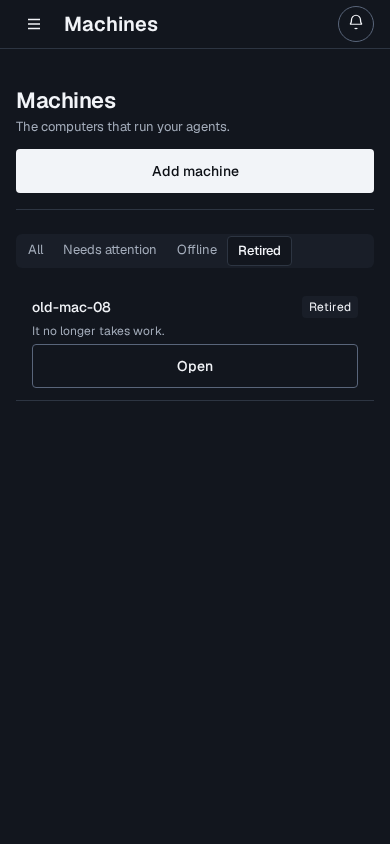 Machines
Machines
The computers that run your agents.
Add machine
All Needs attention Offline Retired
old-mac-08 Retired
It no longer takes work.
Open